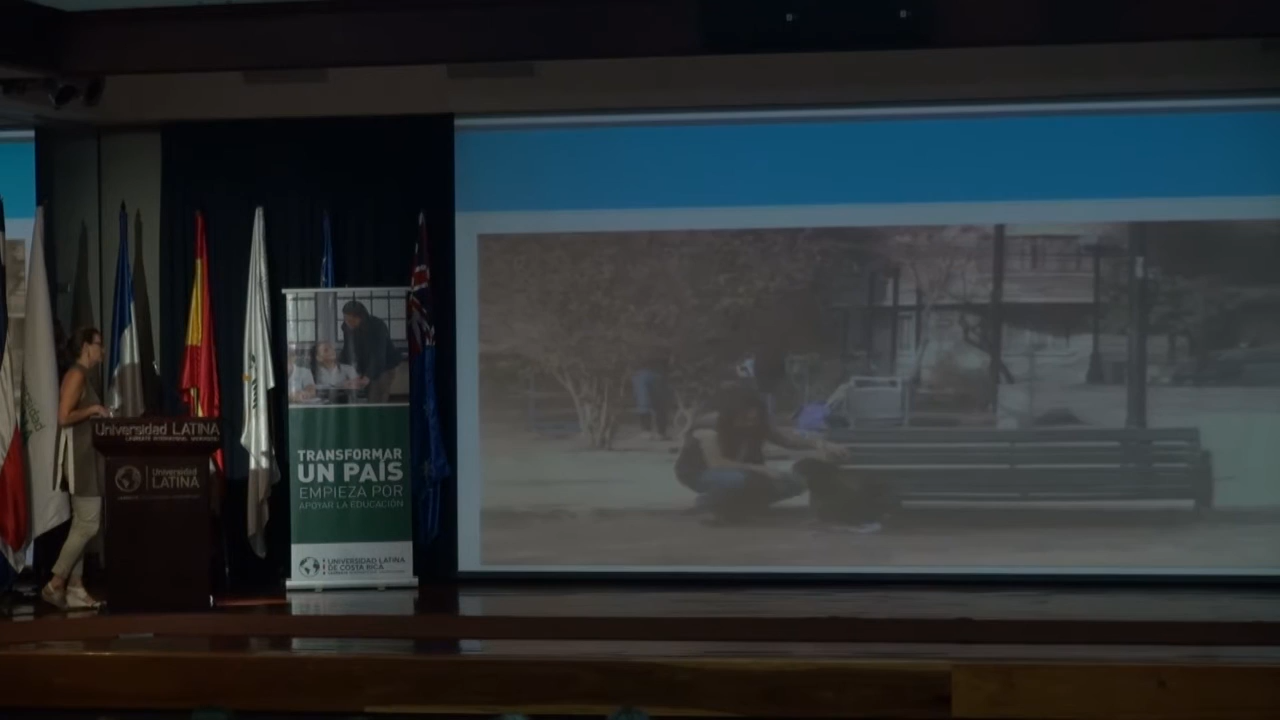 Universidad LATINA
Universidad
LATINA
TRANSFORMAR
UN PAÍS
EMPIEZA POR
APOYAR LA EDUCACIÓN
UNIVERSIDAD LATINA
DE COSTA RICA